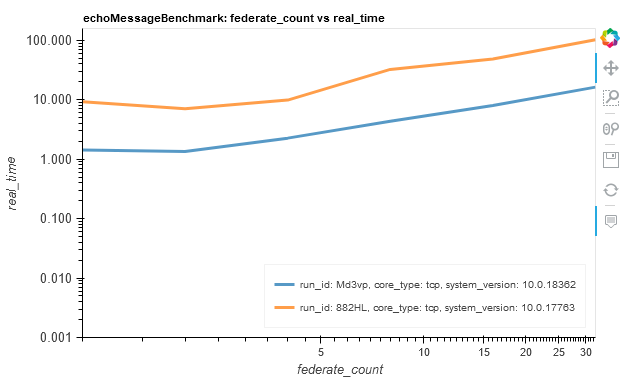 echoMessageBenchmark: federate_count vs real_time
100.000
10.000
1.000
0.100
0.010
0.001
real_time
run_id: Md3vp, core_type: tcp, system_version: 10.0.18362
run_id: 882HL, core_type: tcp, system_version: 10.0.17763
5 10 15 20 25 30
federate_count